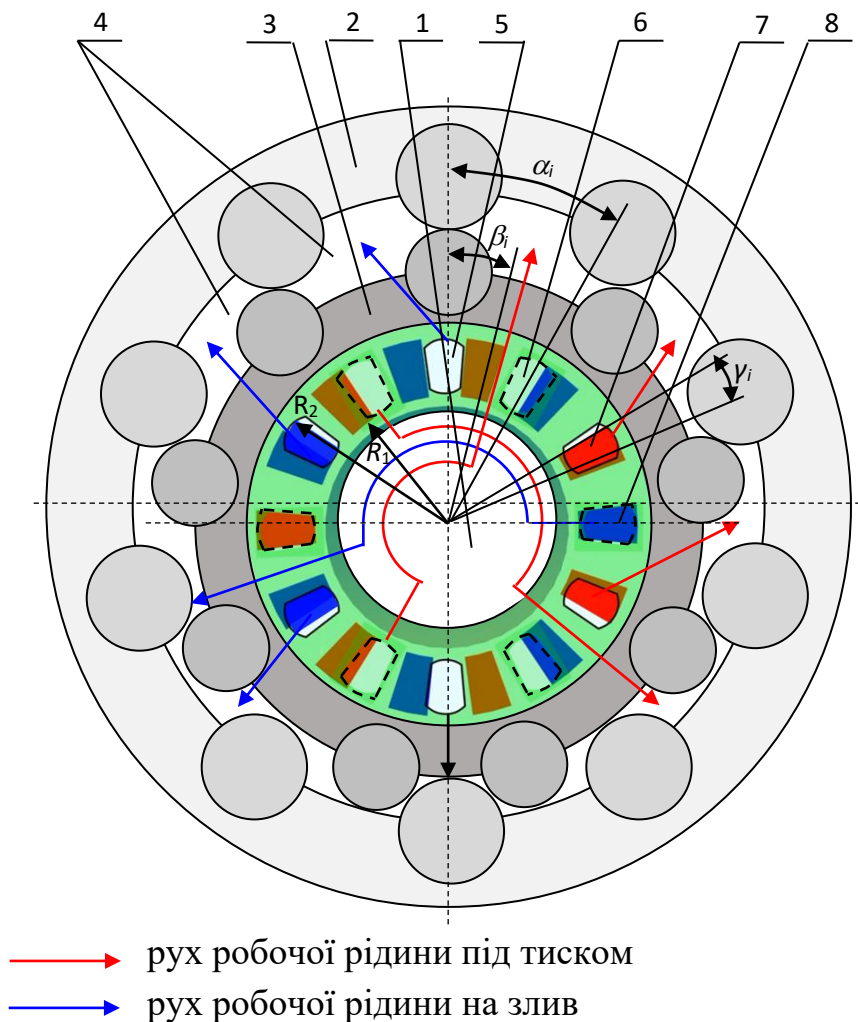 4 3 2 1 5 6 7 8
αi
βi
γi
R2
R1
рух робочої рідини під тиском
рух робочої рідини на злив